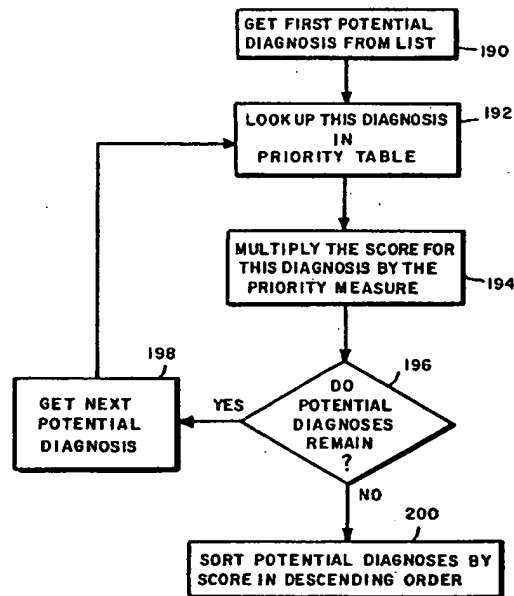 GET FIRST POTENTIAL
DIAGNOSIS FROM LIST
190
LOOK UP THIS DIAGNOSIS
IN
PRIORITY TABLE
192
MULTIPLY THE SCORE FOR
THIS DIAGNOSIS BY THE
PRIORITY MEASURE
194
196
DO
POTENTIAL
DIAGNOSES
REMAIN
?
YES
198
GET NEXT
POTENTIAL
DIAGNOSIS
NO
200
SORT POTENTIAL DIAGNOSES BY
SCORE IN DESCENDING ORDER